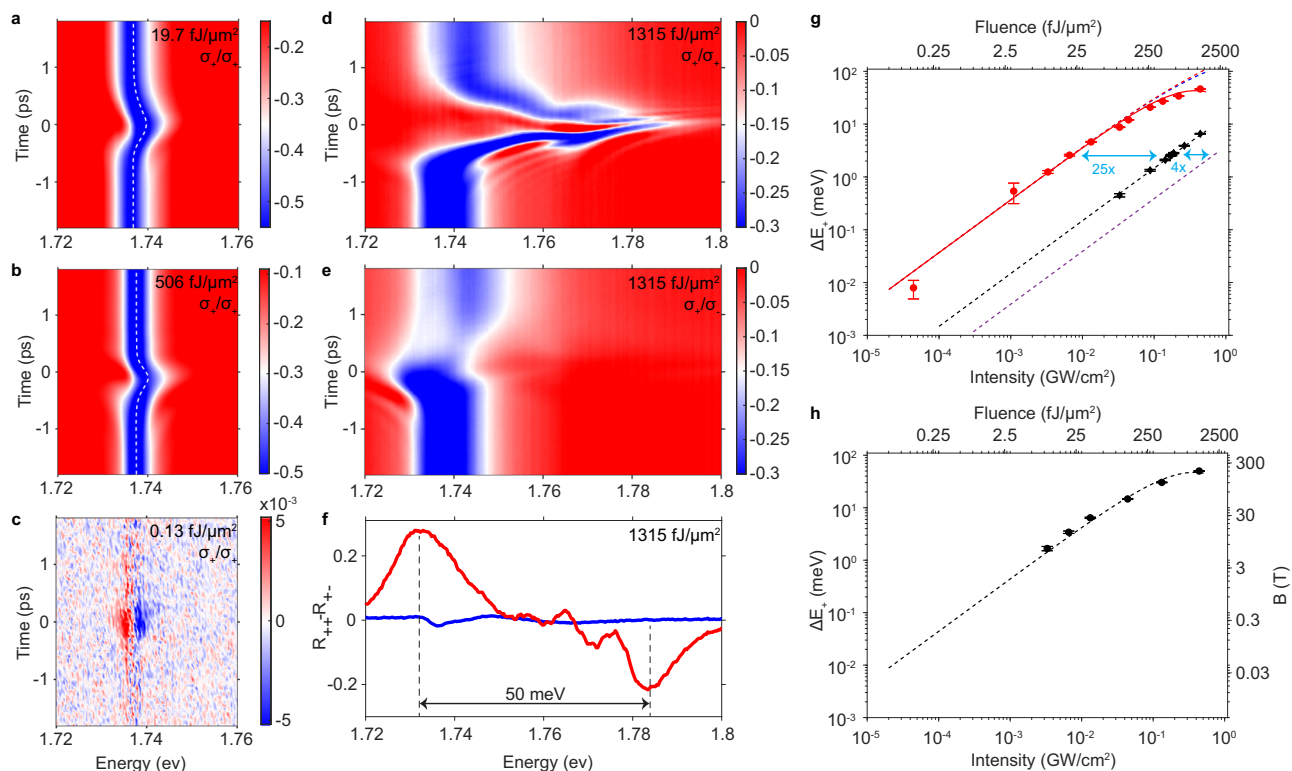 a
19.7 fJ/µm²
σ₊/σ₊
Time (ps)
1
0
-1
1.72 1.74 1.76
-0.2
-0.3
-0.4
-0.5
b
506 fJ/µm²
σ₊/σ₊
Time (ps)
1
0
-1
1.72 1.74 1.76
-0.1
-0.2
-0.3
-0.4
-0.5
c
0.13 fJ/µm²
σ₊/σ₊
Time (ps)
1
0
-1
1.72 1.74 1.76
Energy (ev)
x10⁻³
5
0
-5
d
1315 fJ/µm²
σ₊/σ₊
Time (ps)
1
0
-1
1.72 1.74 1.76 1.78 1.8
0
-0.05
-0.1
-0.15
-0.2
-0.25
-0.3
e
1315 fJ/µm²
σ₊/σ₋
Time (ps)
1
0
-1
1.72 1.74 1.76 1.78 1.8
0
-0.05
-0.1
-0.15
-0.2
-0.25
-0.3
f
1315 fJ/µm²
R₊₊-R₊₋
0.2
0
-0.2
50 meV
1.72 1.74 1.76 1.78 1.8
Energy (ev)
g
Fluence (fJ/µm²)
0.25 2.5 25 250 2500
ΔE₊ (meV)
10²
10¹
10⁰
10⁻¹
10⁻²
10⁻³
25x
4x
10⁻⁵ 10⁻⁴ 10⁻³ 10⁻² 10⁻¹ 10⁰
Intensity (GW/cm²)
h
Fluence (fJ/µm²)
0.25 2.5 25 250 2500
ΔE₊ (meV)
10²
10¹
10⁰
10⁻¹
10⁻²
10⁻³
300
30
3
0.3
0.03
B (T)
10⁻⁵ 10⁻⁴ 10⁻³ 10⁻² 10⁻¹ 10⁰
Intensity (GW/cm²)